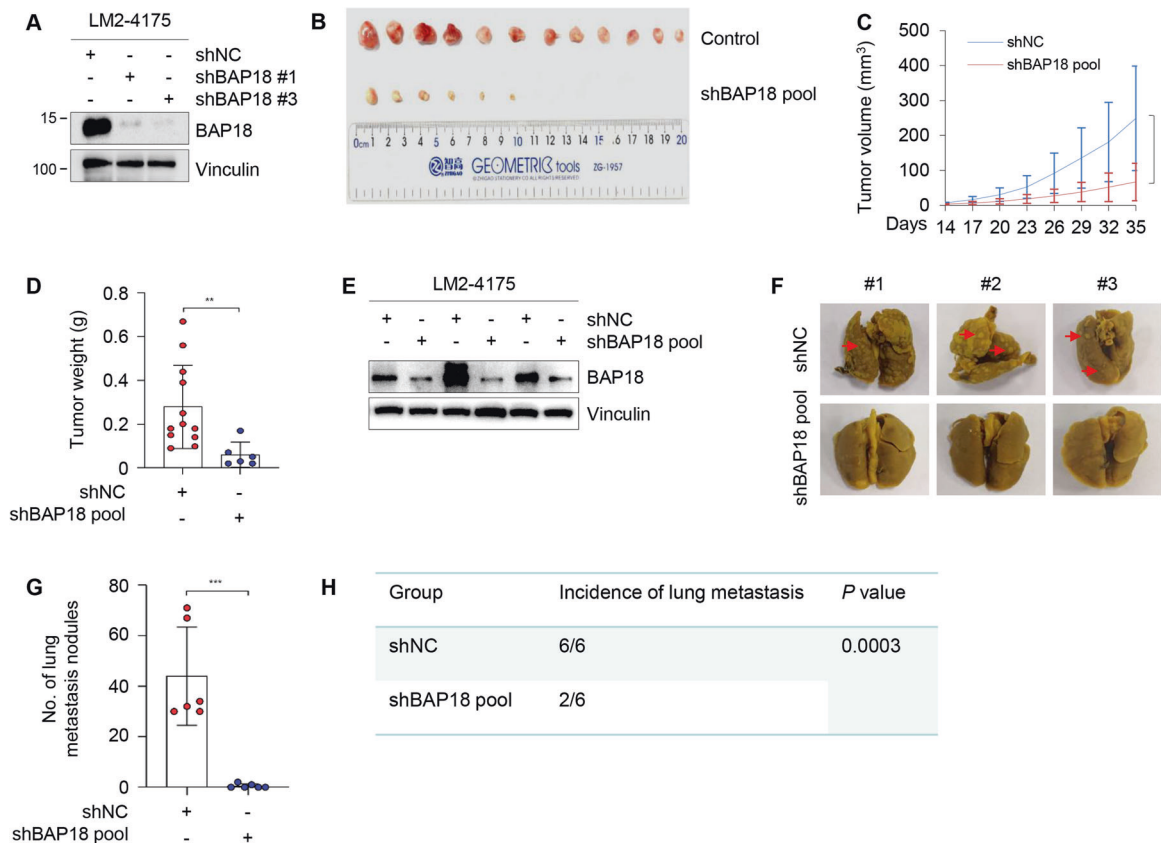 A
LM2-4175
+ - - shNC
- + - shBAP18 #1
- - + shBAP18 #3
15
BAP18
100
Vinculin
B
Control
shBAP18 pool
0cm 1 2 3 4 5 6 7 8 9 10 11 12 13 14 15 16 17 18 19 20
GEOMETRIC tools ZG-1957
C
shNC
shBAP18 pool
Tumor volume (mm³)
500
400
300
200
100
0
Days 14 17 20 23 26 29 32 35
D
**
Tumor weight (g)
0.8
0.6
0.4
0.2
0
shNC + -
shBAP18 pool - +
E
LM2-4175
+ - + - + - shNC
- + - + - + shBAP18 pool
BAP18
Vinculin
F
#1 #2 #3
shNC
shBAP18 pool
G
***
No. of lung
metastasis nodules
80
60
40
20
0
shNC + -
shBAP18 pool - +
H
Group Incidence of lung metastasis P value
shNC 6/6 0.0003
shBAP18 pool 2/6